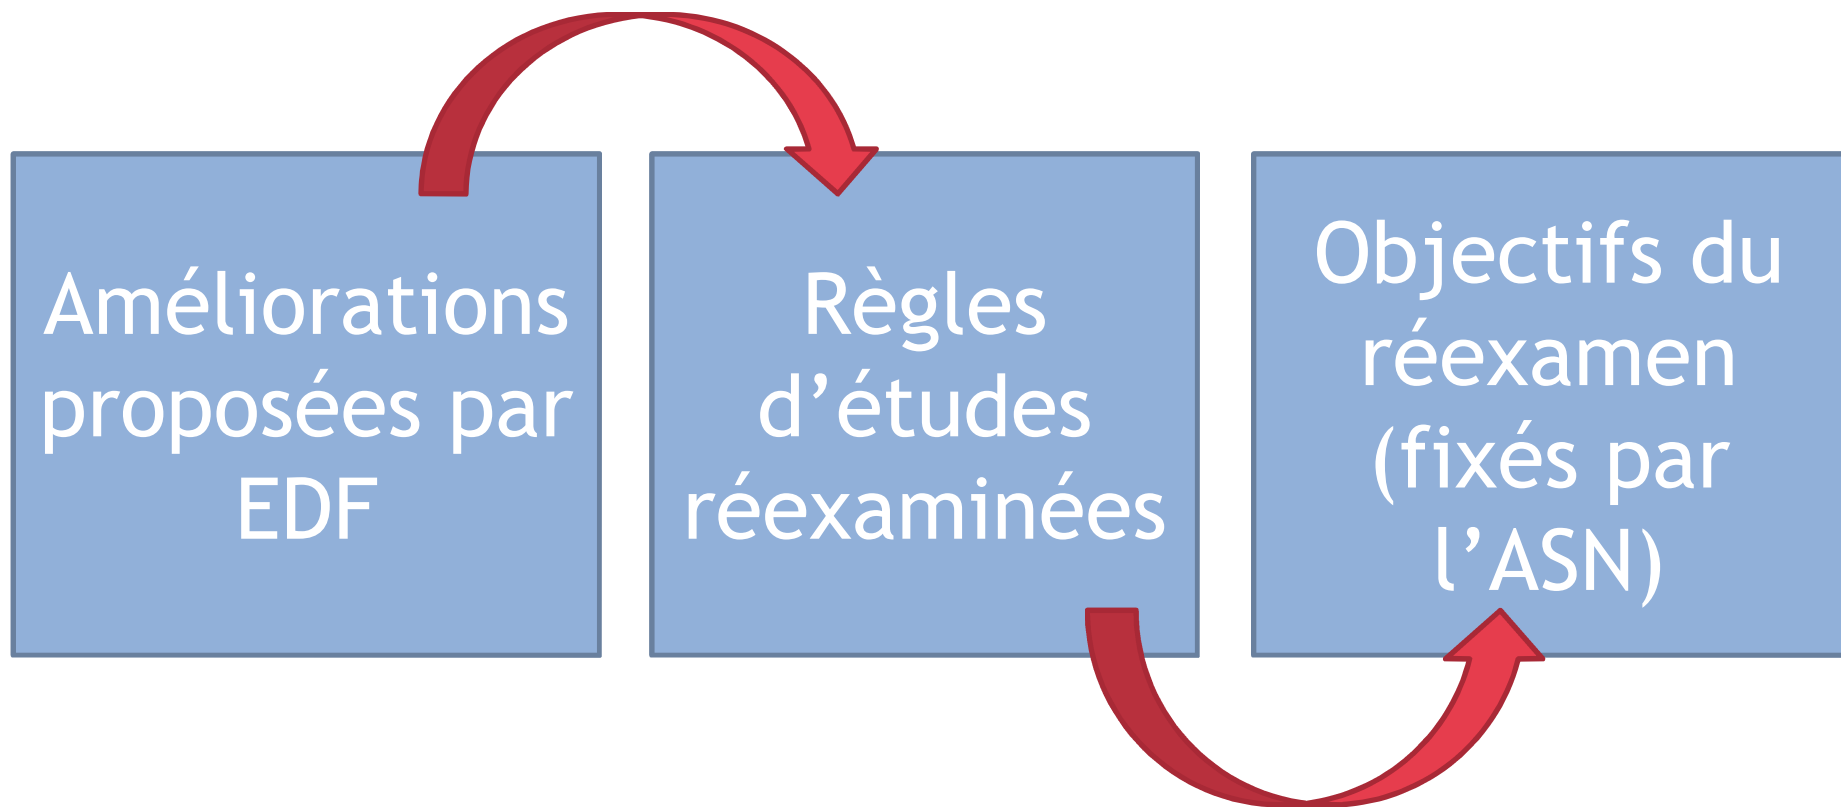 Améliorations
proposées par
EDF
Règles
d’études
réexaminées
Objectifs du
réexamen
(fixés par
l’ASN)